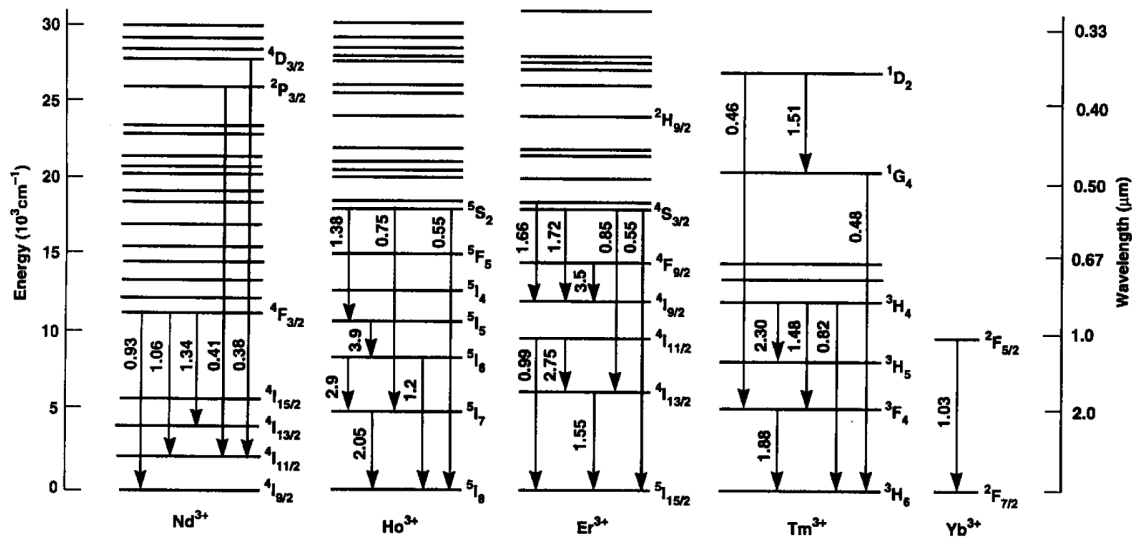 Energy (10³cm⁻¹)
30
25
20
15
10
5
0
⁴D₃/₂
²P₃/₂
⁴F₃/₂
0.93
1.06
1.34
0.41
0.38
⁴I₁₅/₂
⁴I₁₃/₂
⁴I₁₁/₂
⁴I₉/₂
Nd³⁺
⁵S₂
1.38
0.75
0.55
⁵F₅
⁵I₄
⁵I₅
3.9
⁵I₆
2.9
1.2
⁵I₇
2.05
⁵I₈
Ho³⁺
²H₉/₂
⁴S₃/₂
1.66
1.72
0.85
0.55
⁴F₉/₂
3.5
⁴I₉/₂
⁴I₁₁/₂
0.99
2.75
⁴I₁₃/₂
1.55
⁵I₁₅/₂
Er³⁺
¹D₂
0.46
1.51
¹G₄
0.48
³H₄
2.30
1.48
0.82
³H₅
³F₄
1.88
³H₆
Tm³⁺
²F₅/₂
1.03
²F₇/₂
Yb³⁺
0.33
0.40
0.50
0.67
1.0
2.0
Wavelength (μm)